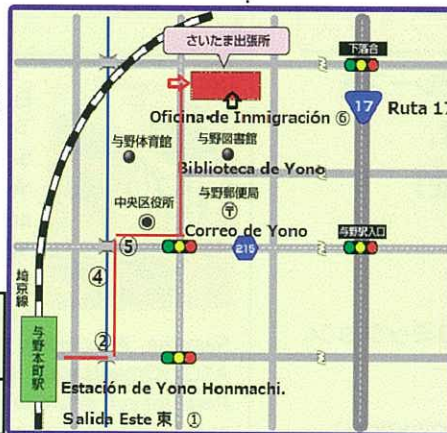 さいたま出張所
下落合
17 Ruta 17
Oficina de Inmigración ⑥
与野体育館
与野図書館
Biblioteca de Yono
与野郵便局
〒
中央区役所
Correo de Yono
⑤
215
与野駅入口
④
埼京線
②
与野本町駅
Estación de Yono Honmachi.
Salida Este 東 ①